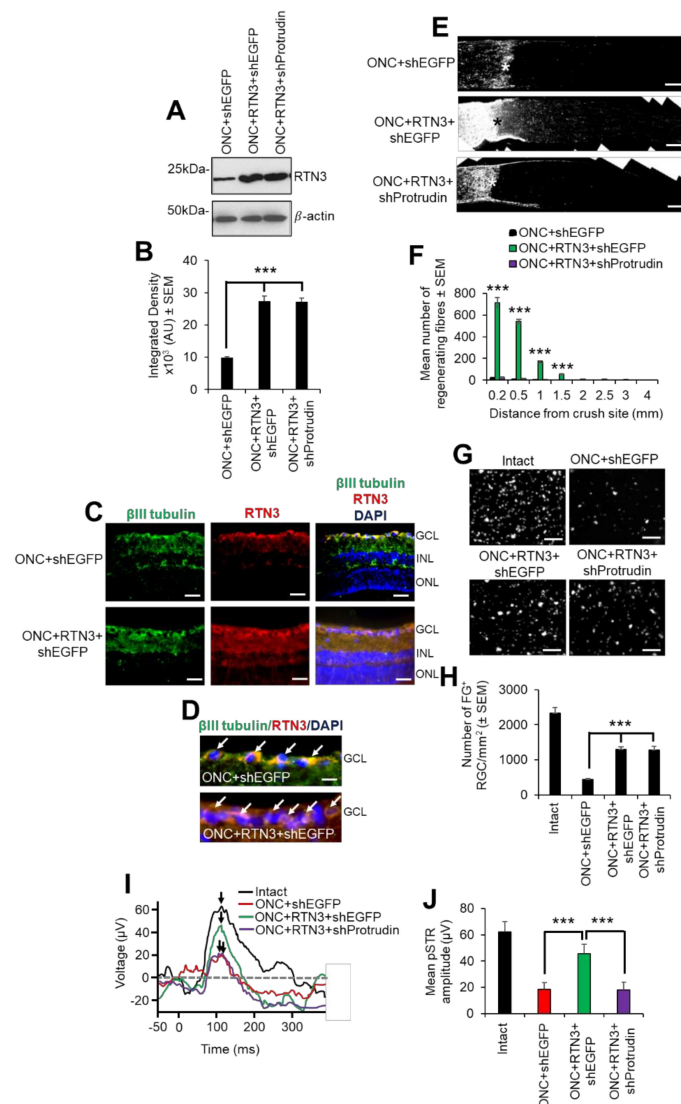 A
ONC+shEGFP
ONC+RTN3+shEGFP
ONC+RTN3+shProtrudin
25kDa-
RTN3
50kDa-
β-actin
B
Integrated Density
x10³ (AU) ± SEM
40
30
20
10
0
***
ONC+shEGFP
ONC+RTN3+
shEGFP
ONC+RTN3+
shProtrudin
C
βIII tubulin
RTN3
βIII tubulin
RTN3
DAPI
ONC+shEGFP
GCL
INL
ONL
ONC+RTN3+
shEGFP
GCL
INL
ONL
D
βIII tubulin/RTN3/DAPI
GCL
ONC+shEGFP
GCL
ONC+RTN3+shEGFP
E
ONC+shEGFP
*
ONC+RTN3+
shEGFP
*
ONC+RTN3+
shProtrudin
*
ONC+shEGFP
ONC+RTN3+shEGFP
ONC+RTN3+shProtrudin
F
Mean number of
regenerating fibres ± SEM
800
600
400
200
0
***
***
***
***
0.2 0.5 1 1.5 2 2.5 3 4
Distance from crush site (mm)
G
Intact
ONC+shEGFP
ONC+RTN3+
shEGFP
ONC+RTN3+
shProtrudin
H
Number of FG⁺
RGC/mm² (± SEM)
3000
2000
1000
0
***
Intact
ONC+shEGFP
ONC+RTN3+
shEGFP
ONC+RTN3+
shProtrudin
I
Intact
ONC+shEGFP
ONC+RTN3+shEGFP
ONC+RTN3+shProtrudin
Voltage (μV)
60
40
20
0
-20
-50 0 100 200 300
Time (ms)
J
Mean pSTR
amplitude (μV)
80
60
40
20
0
*** ***
Intact
ONC+shEGFP
ONC+RTN3+
shEGFP
ONC+RTN3+
shProtrudin